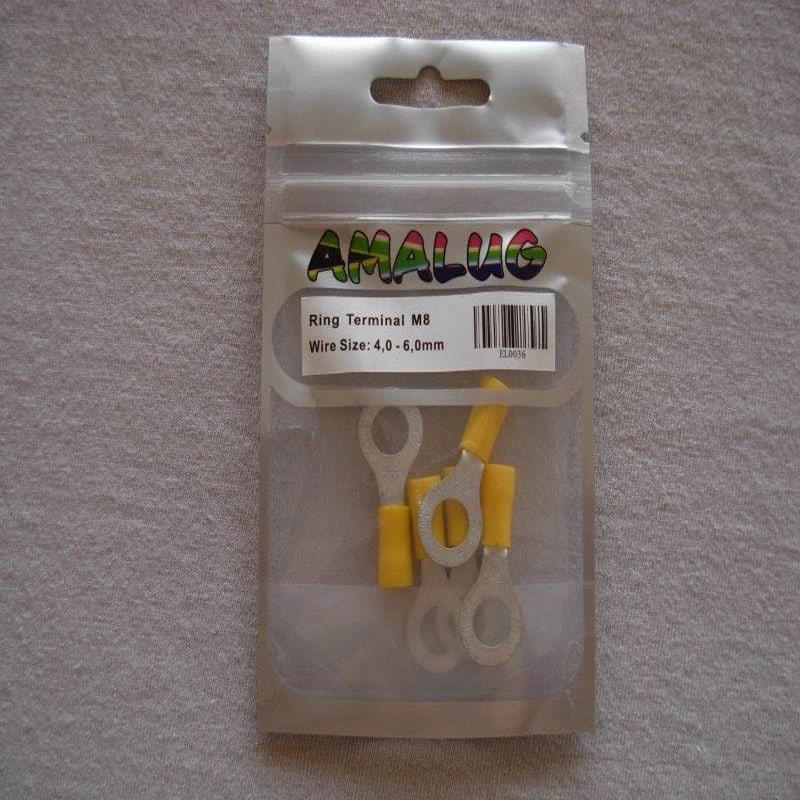 AMALUG
Ring Terminal M8
Wire Size: 4,0 - 6,0mm
EL0036